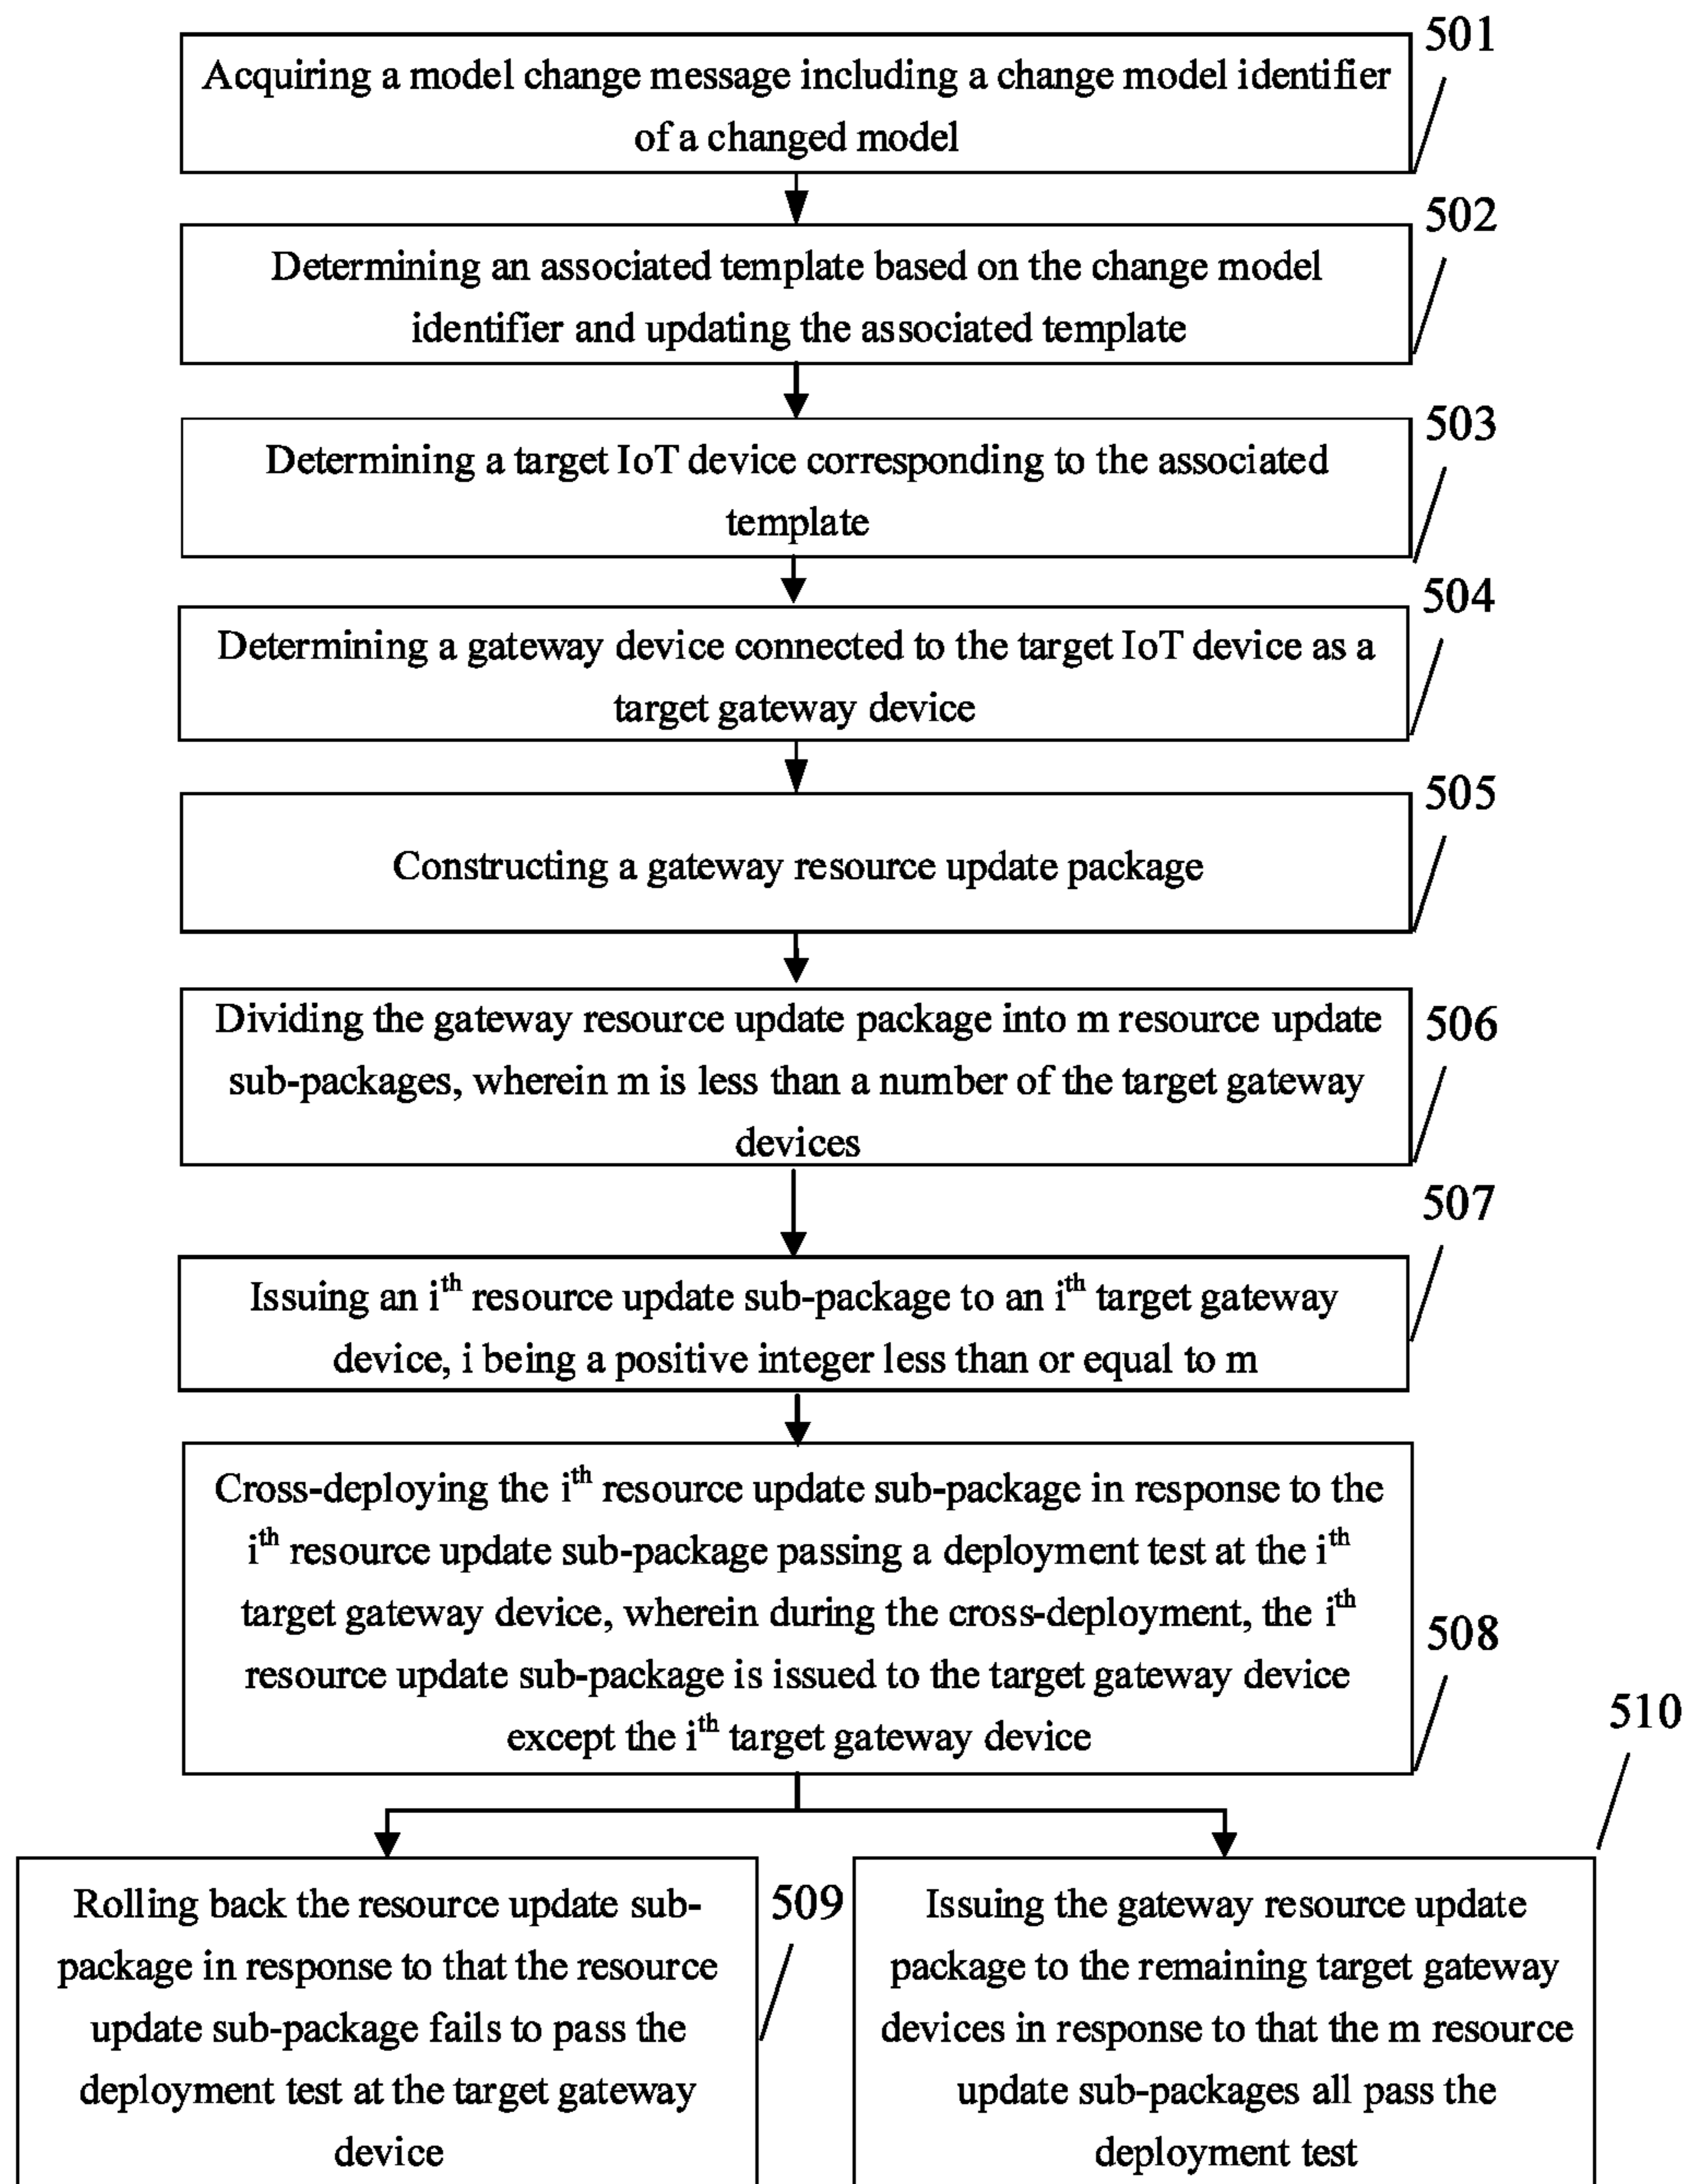 501
Acquiring a model change message including a change model identifier
of a changed model
502
Determining an associated template based on the change model
identifier and updating the associated template
503
Determining a target IoT device corresponding to the associated
template
504
Determining a gateway device connected to the target IoT device as a
target gateway device
505
Constructing a gateway resource update package
506
Dividing the gateway resource update package into m resource update
sub-packages, wherein m is less than a number of the target gateway
devices
507
Issuing an i^th resource update sub-package to an i^th target gateway
device, i being a positive integer less than or equal to m
508
Cross-deploying the i^th resource update sub-package in response to the
i^th resource update sub-package passing a deployment test at the i^th
target gateway device, wherein during the cross-deployment, the i^th
resource update sub-package is issued to the target gateway device
except the i^th target gateway device
509
Rolling back the resource update sub-
package in response to that the resource
update sub-package fails to pass the
deployment test at the target gateway
device
510
Issuing the gateway resource update
package to the remaining target gateway
devices in response to that the m resource
update sub-packages all pass the
deployment test